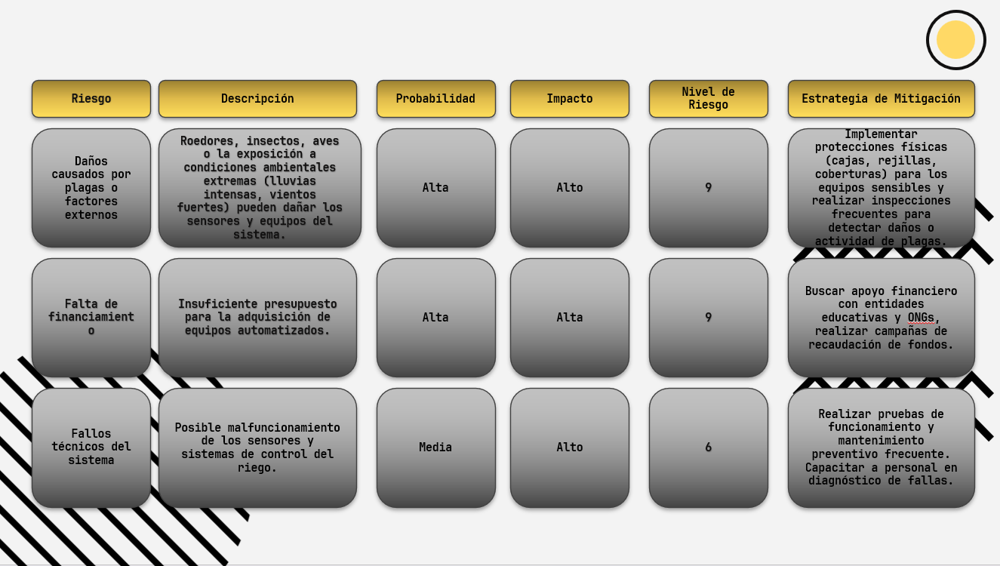 Riesgo
Descripción
Probabilidad
Impacto
Nivel de
Riesgo
Estrategia de Mitigación
Daños
causados por
plagas o
factores
externos
Roedores, insectos, aves
o la exposición a
condiciones ambientales
extremas (lluvias
intensas, vientos
fuertes) pueden dañar los
sensores y equipos del
sistema.
Alta
Alto
9
Implementar
protecciones físicas
(cajas, rejillas,
coberturas) para los
equipos sensibles y
realizar inspecciones
frecuentes para
detectar daños o
actividad de plagas.
Falta de
financiamient
o
Insuficiente presupuesto
para la adquisición de
equipos automatizados.
Alta
Alta
9
Buscar apoyo financiero
con entidades
educativas y ONGs,
realizar campañas de
recaudación de fondos.
Fallos
técnicos del
sistema
Posible malfuncionamiento
de los sensores y
sistemas de control del
riego.
Media
Alto
6
Realizar pruebas de
funcionamiento y
mantenimiento
preventivo frecuente.
Capacitar a personal en
diagnóstico de fallas.